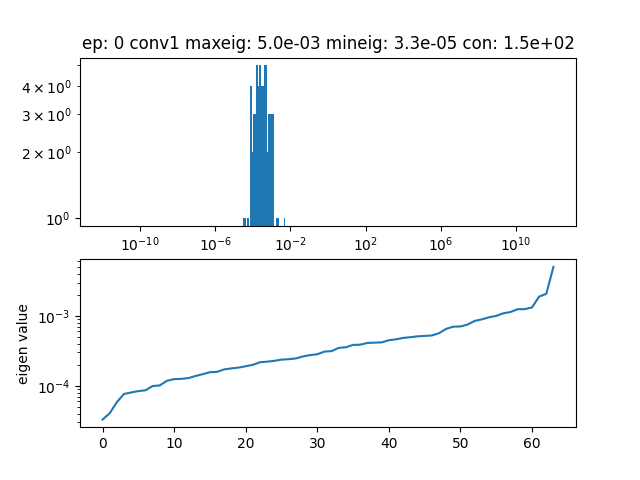 ep: 0 conv1 maxeig: 5.0e-03 mineig: 3.3e-05 con: 1.5e+02
4 × 10⁰
3 × 10⁰
2 × 10⁰
10⁰
10⁻¹⁰ 10⁻⁶ 10⁻² 10² 10⁶ 10¹⁰
eigen value
10⁻³
10⁻⁴
0 10 20 30 40 50 60